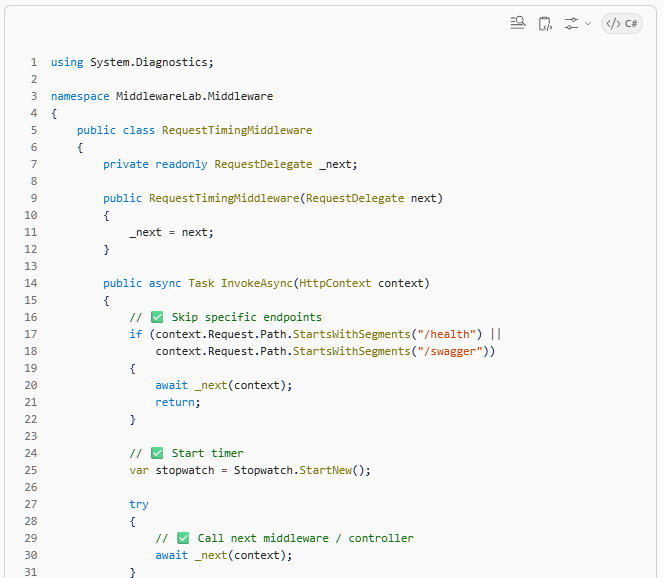 C#
1 using System.Diagnostics;
2
3 namespace MiddlewareLab.Middleware
4 {
5     public class RequestTimingMiddleware
6     {
7         private readonly RequestDelegate _next;
8
9         public RequestTimingMiddleware(RequestDelegate next)
10         {
11             _next = next;
12         }
13
14         public async Task InvokeAsync(HttpContext context)
15         {
16             // ✅ Skip specific endpoints
17             if (context.Request.Path.StartsWithSegments("/health") ||
18                 context.Request.Path.StartsWithSegments("/swagger"))
19             {
20                 await _next(context);
21                 return;
22             }
23
24             // ✅ Start timer
25             var stopwatch = Stopwatch.StartNew();
26
27             try
28             {
29                 // ✅ Call next middleware / controller
30                 await _next(context);
31             }